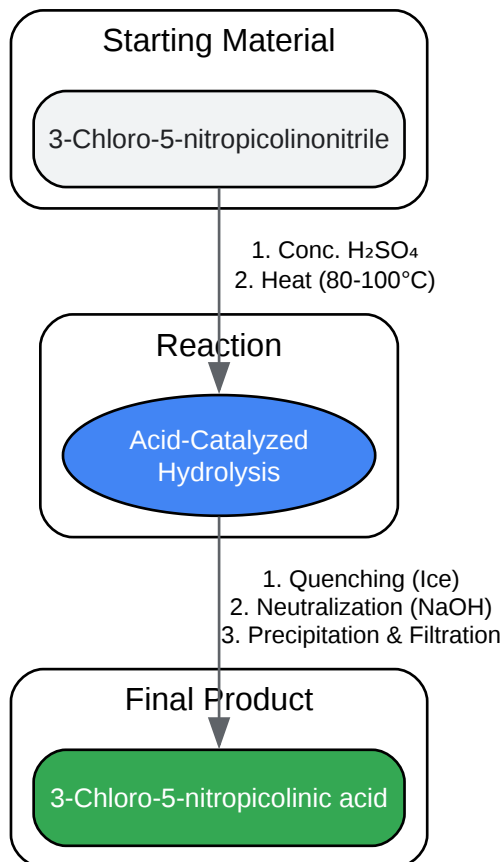 Starting Material
3-Chloro-5-nitropicolinonitrile
1. Conc. H₂SO₄
2. Heat (80-100°C)
Reaction
Acid-Catalyzed
Hydrolysis
1. Quenching (Ice)
2. Neutralization (NaOH)
3. Precipitation & Filtration
Final Product
3-Chloro-5-nitropicolinic acid